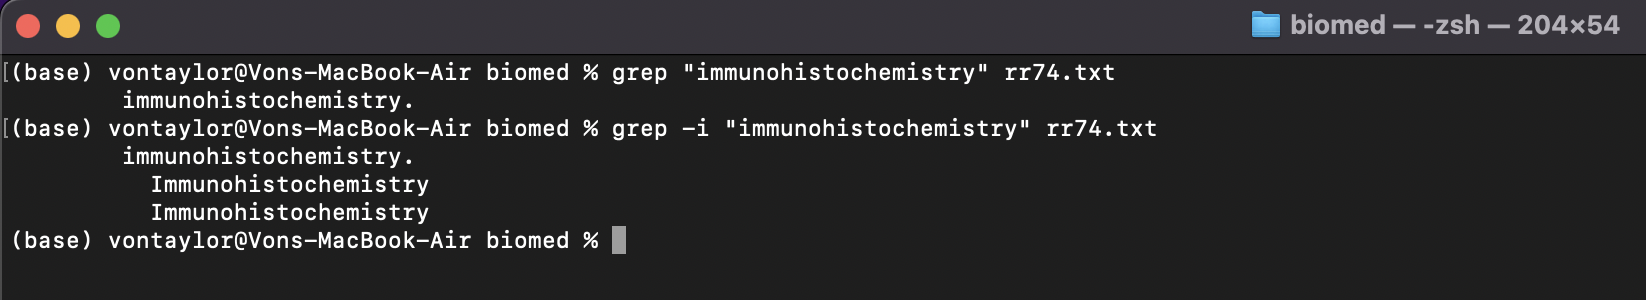 biomed — -zsh — 204×54
(base) vontaylor@Vons-MacBook-Air biomed % grep "immunohistochemistry" rr74.txt
immunohistochemistry.
(base) vontaylor@Vons-MacBook-Air biomed % grep -i "immunohistochemistry" rr74.txt
immunohistochemistry.
Immunohistochemistry
Immunohistochemistry
(base) vontaylor@Vons-MacBook-Air biomed %